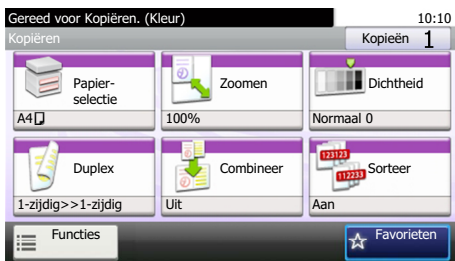 Gereed voor Kopiëren. (Kleur) 10:10
Kopiëren Kopieën 1
Papier-
selectie
Zoomen
Dichtheid
A4 100% Normaal 0
Duplex Combineer
123123
112233
Sorteer
1-zijdig>>1-zijdig Uit Aan
Functies Favorieten